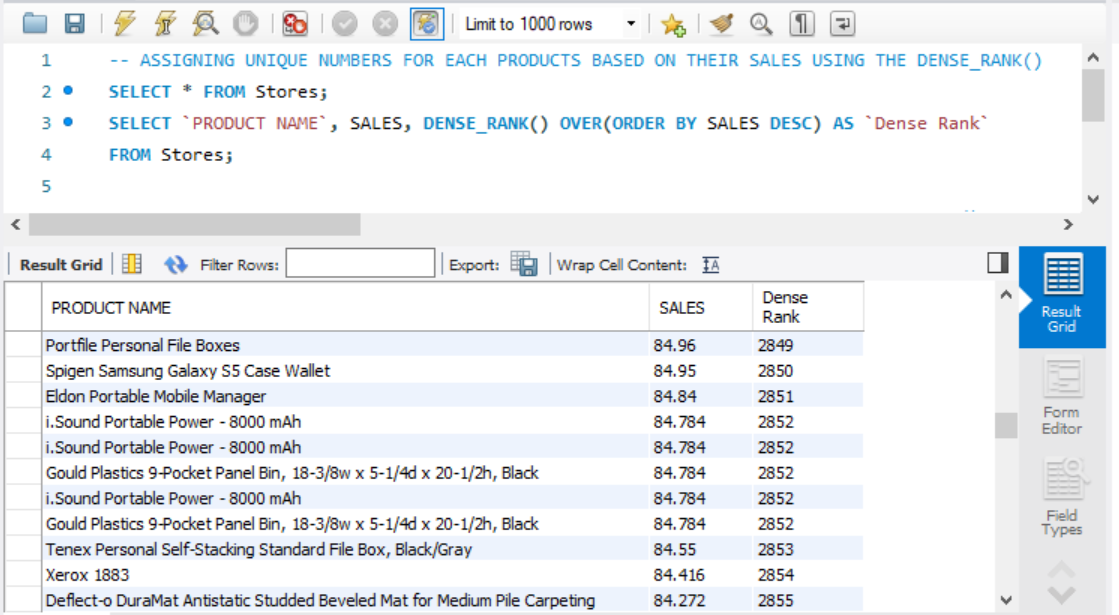 Limit to 1000 rows
1 -- ASSIGNING UNIQUE NUMBERS FOR EACH PRODUCTS BASED ON THEIR SALES USING THE DENSE_RANK()
2 SELECT * FROM Stores;
3 SELECT `PRODUCT NAME`, SALES, DENSE_RANK() OVER(ORDER BY SALES DESC) AS `Dense Rank`
4 FROM Stores;
5
Result Grid Filter Rows: Export: Wrap Cell Content: IA
PRODUCT NAME SALES Dense Rank
Portfile Personal File Boxes 84.96 2849
Spigen Samsung Galaxy S5 Case Wallet 84.95 2850
Eldon Portable Mobile Manager 84.84 2851
i.Sound Portable Power - 8000 mAh 84.784 2852
i.Sound Portable Power - 8000 mAh 84.784 2852
Gould Plastics 9-Pocket Panel Bin, 18-3/8w x 5-1/4d x 20-1/2h, Black 84.784 2852
i.Sound Portable Power - 8000 mAh 84.784 2852
Gould Plastics 9-Pocket Panel Bin, 18-3/8w x 5-1/4d x 20-1/2h, Black 84.784 2852
Tenex Personal Self-Stacking Standard File Box, Black/Gray 84.55 2853
Xerox 1883 84.416 2854
Deflect-o DuraMat Antistatic Studded Beveled Mat for Medium Pile Carpeting 84.272 2855
Result
Grid
Form
Editor
Field
Types